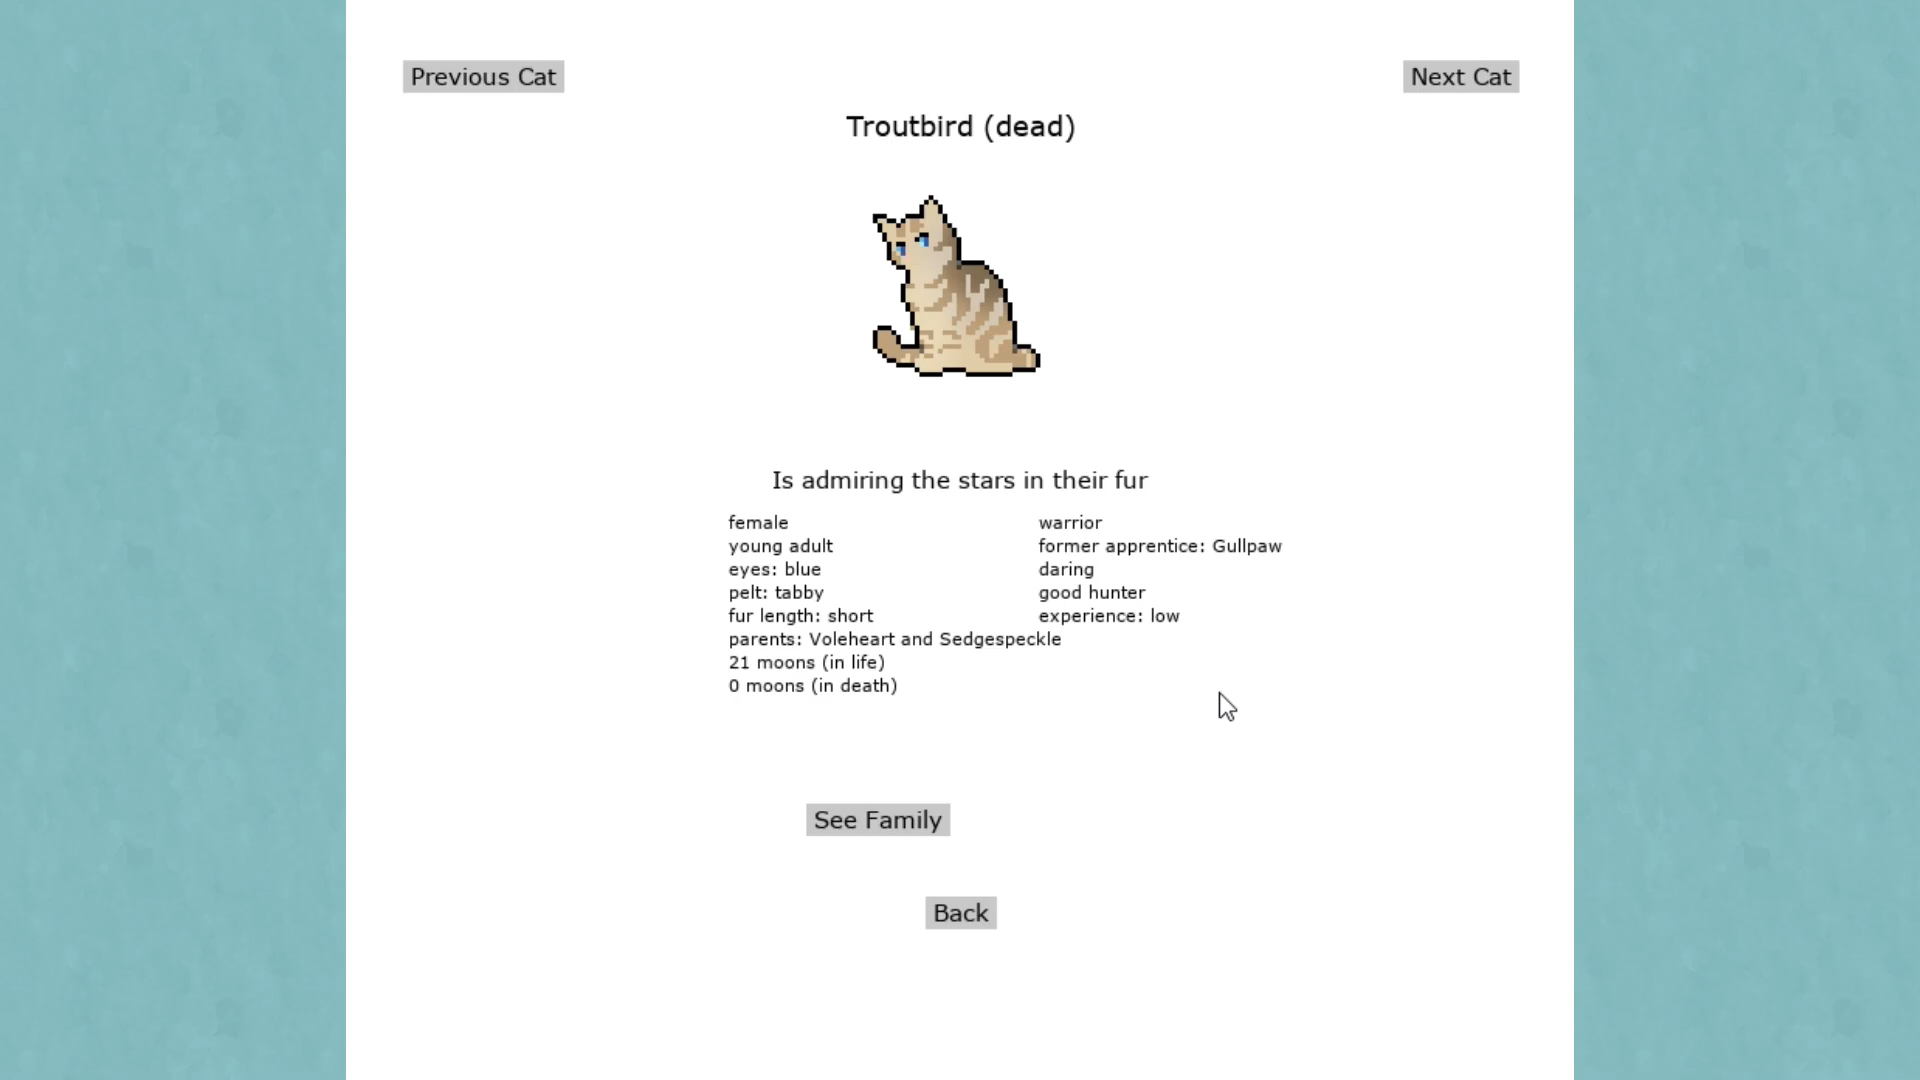 Previous Cat
Next Cat
Troutbird (dead)
Is admiring the stars in their fur
female
young adult
eyes: blue
pelt: tabby
fur length: short
parents: Voleheart and Sedgespeckle
21 moons (in life)
0 moons (in death)
warrior
former apprentice: Gullpaw
daring
good hunter
experience: low
See Family
Back